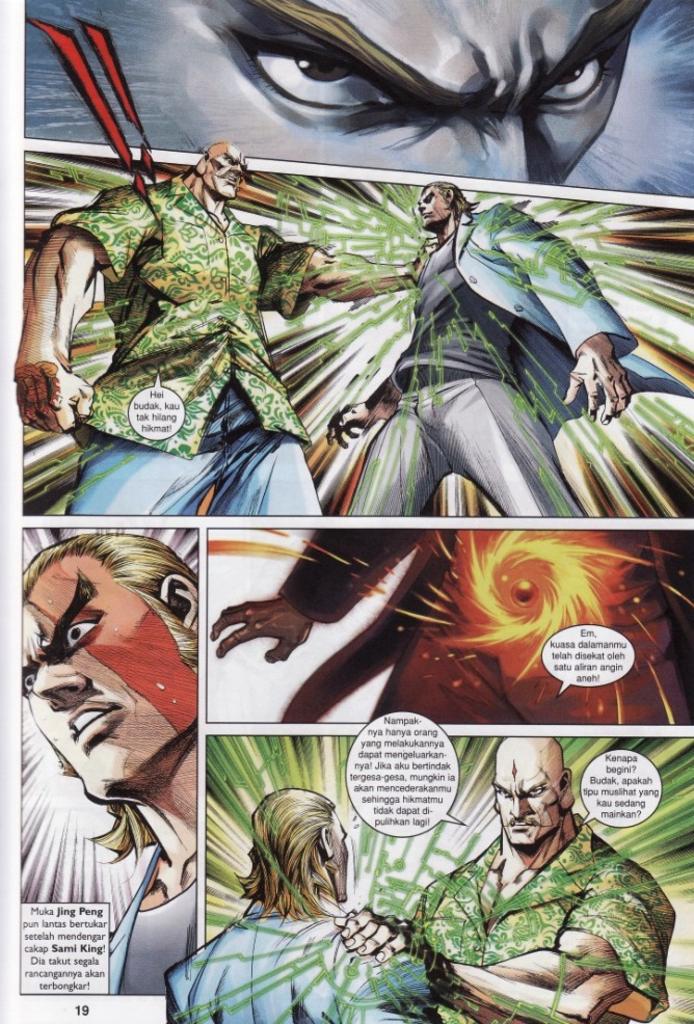 Hei
budak, kau
tak hilang
hikmat!
Em,
kuasa dalamanmu
telah disekat oleh
satu aliran angin
aneh!
Muka Jing Peng
pun lantas bertukar
setelah mendengar
cakap Sami King!
Dia takut segala
rancangannya akan
terbongkar!
Nampak-
nya hanya orang
yang melakukannya
dapat mengeluarkan-
nya! Jika aku bertindak
tergesa-gesa, mungkin ia
akan mencederakanmu
sehingga hikmatmu
tidak dapat di-
pulihkan lagi!
Kenapa
begini?
Budak, apakah
tipu muslihat yang
kau sedang
mainkan?
19